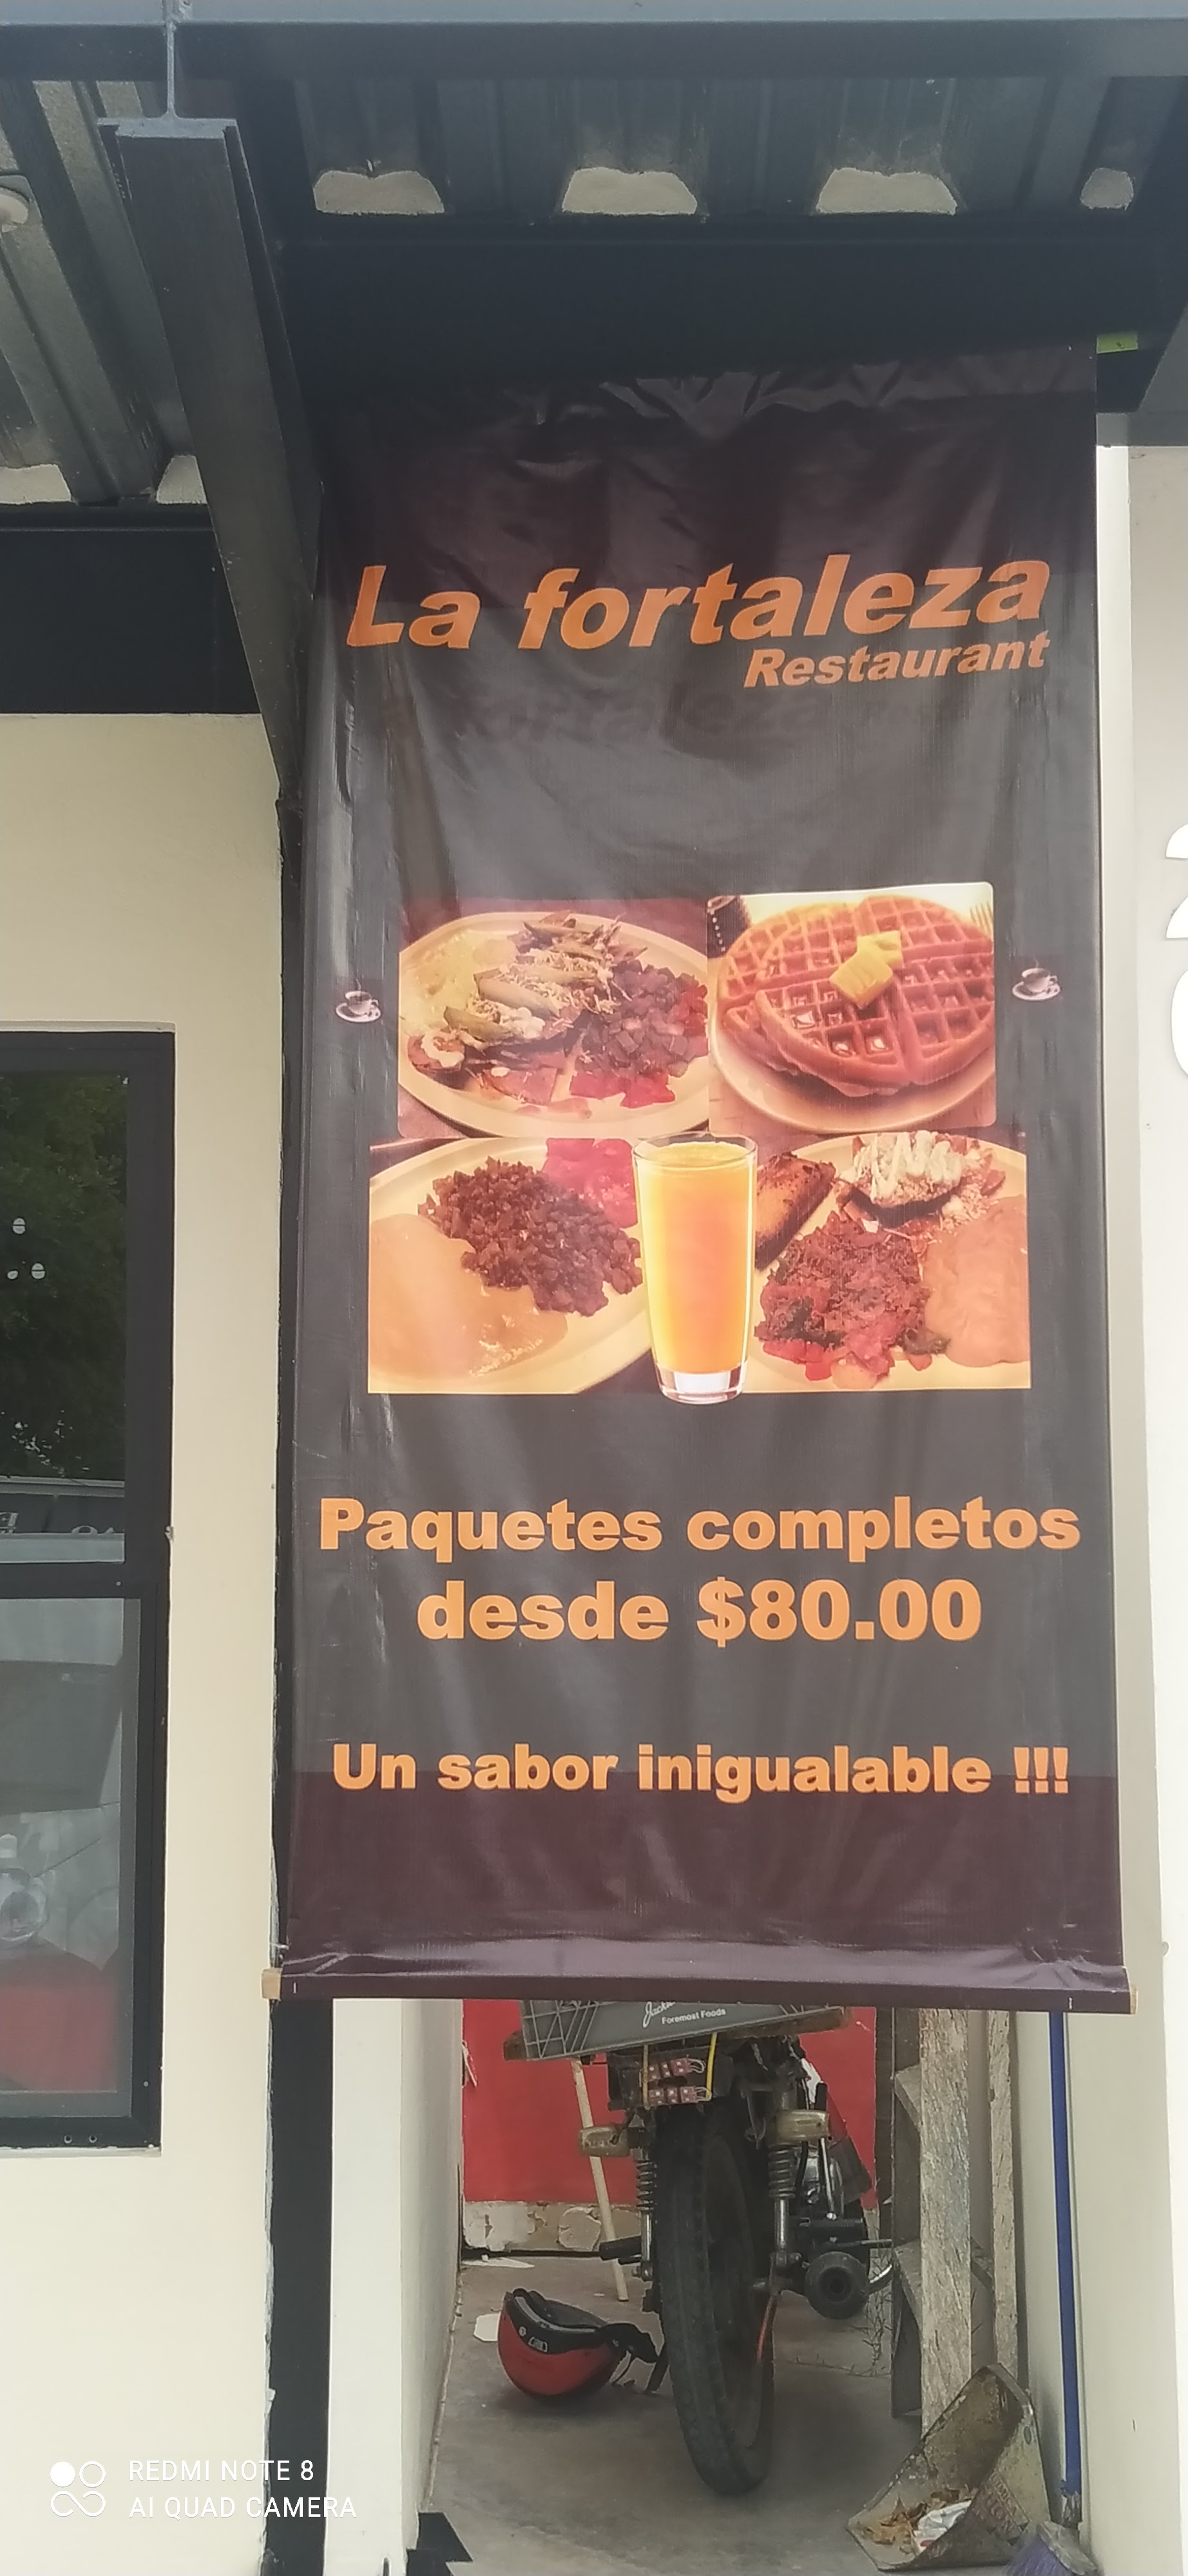 La fortaleza
Restaurant
Paquetes completos
desde $80.00
Un sabor inigualable !!!
Foremost Foods
REDMI NOTE 8
AI QUAD CAMERA